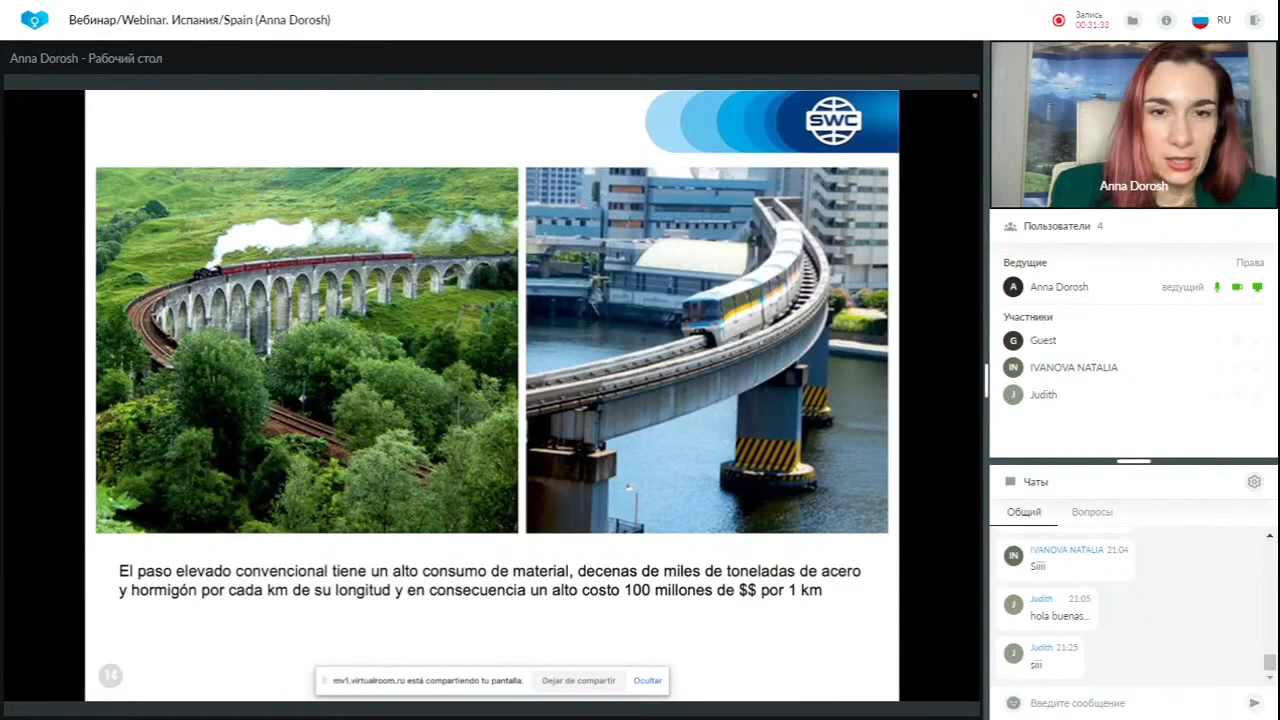 Вебинар/Webinar. Испания/Spain (Anna Dorosh)
Запись
00:31:33
RU
Anna Dorosh - Рабочий стол
SWC
Anna Dorosh
Пользователи 4
Ведущие Права
A Anna Dorosh ведущий
Участники
G Guest
IN IVANOVA NATALIA
J Judith
El paso elevado convencional tiene un alto consumo de material, decenas de miles de toneladas de acero
y hormigón por cada km de su longitud y en consecuencia un alto costo 100 millones de $$ por 1 km
14
mv1.virtualroom.ru está compartiendo tu pantalla. Dejar de compartir Ocultar
Чаты
Общий Вопросы
IN IVANOVA NATALIA 21:04
Siiii
J Judith 21:05
hola buenas...
J Judith 21:25
siii
Введите сообщение